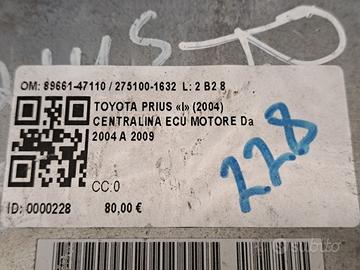 OM: 89661-47110 / 275100-1632 L: 2 B2 8
TOYOTA PRIUS «I» (2004)
CENTRALINA ECU MOTORE Da
2004 A 2009
228
CC:0
ID: 0000228 80,00 €
subito